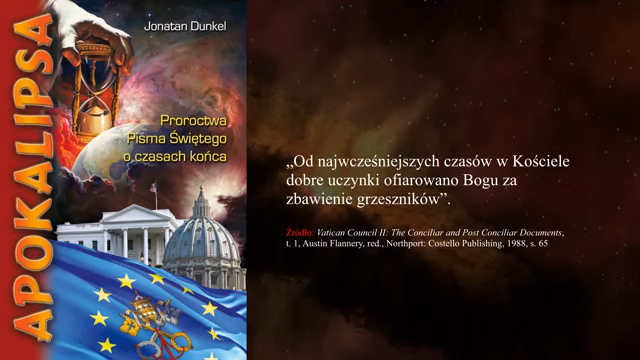 Jonatan Dunkel
APOKALIPSA
Proroctwa
Pisma Świętego
o czasach końca
„Od najwcześniejszych czasów w Kościele
dobre uczynki ofiarowano Bogu za
zbawienie grzeszników”.
Źródło: Vatican Council II: The Conciliar and Post Conciliar Documents,
t. 1, Austin Flannery, red., Northport: Costello Publishing, 1988, s. 65